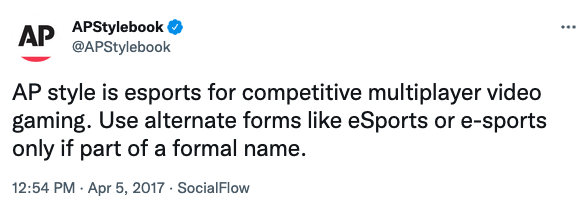 AP
APStylebook
@APStylebook
AP style is esports for competitive multiplayer video
gaming. Use alternate forms like eSports or e-sports
only if part of a formal name.
12:54 PM · Apr 5, 2017 · SocialFlow